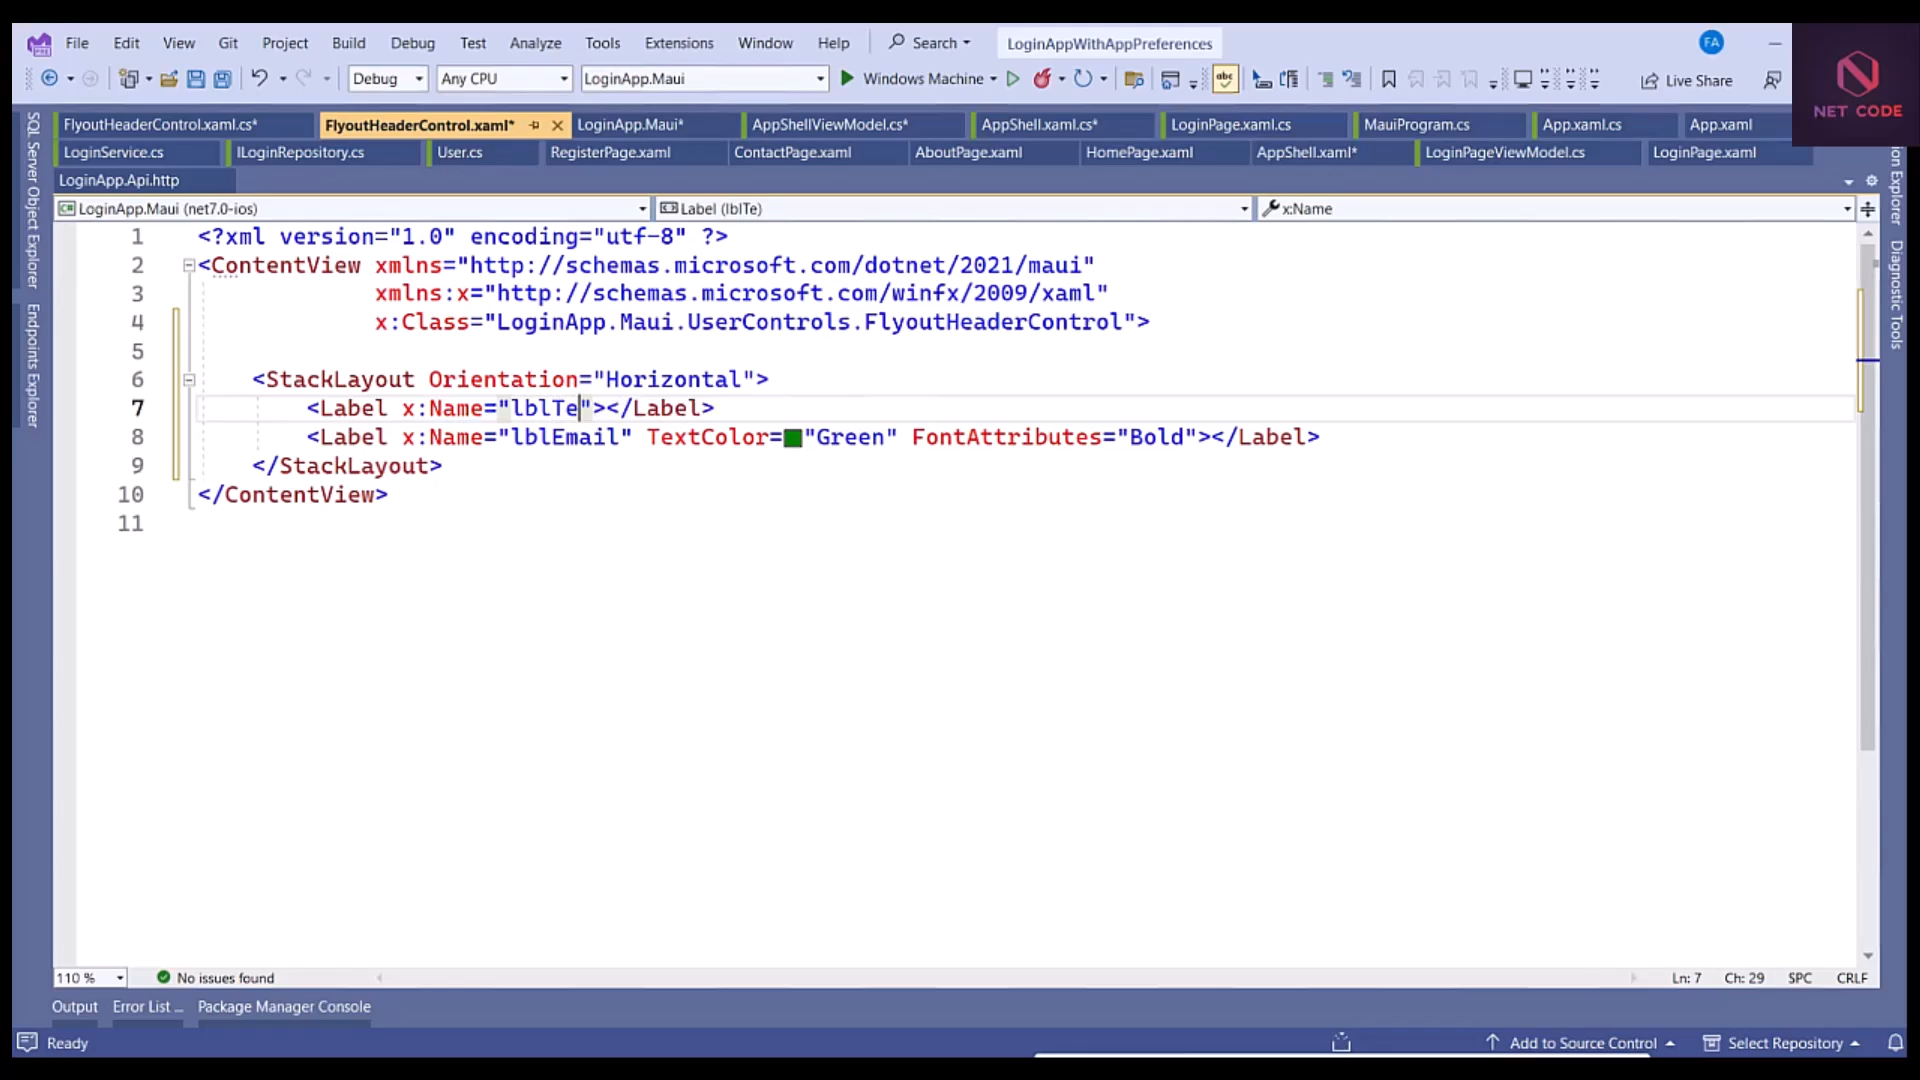 File Edit View Git Project Build Debug Test Analyze Tools Extensions Window Help Search LoginAppWithAppPreferences FA
Debug Any CPU LoginApp.Maui Windows Machine abc Live Share
NET CODE
FlyoutHeaderControl.xaml.cs* FlyoutHeaderControl.xaml* LoginApp.Maui* AppShellViewModel.cs* AppShell.xaml.cs* LoginPage.xaml.cs MauiProgram.cs App.xaml.cs App.xaml
LoginService.cs ILoginRepository.cs User.cs RegisterPage.xaml ContactPage.xaml AboutPage.xaml HomePage.xaml AppShell.xaml* LoginPageViewModel.cs LoginPage.xaml
LoginApp.Api.http
LoginApp.Maui (net7.0-ios) Label (lblTe) x:Name
SQL Server Object Explorer
Endpoints Explorer
ion Explorer
Diagnostic Tools
1 <?xml version="1.0" encoding="utf-8" ?>
2 <ContentView xmlns="http://schemas.microsoft.com/dotnet/2021/maui"
3 xmlns:x="http://schemas.microsoft.com/winfx/2009/xaml"
4 x:Class="LoginApp.Maui.UserControls.FlyoutHeaderControl">
5
6 <StackLayout Orientation="Horizontal">
7 <Label x:Name="lblTe"></Label>
8 <Label x:Name="lblEmail" TextColor="Green" FontAttributes="Bold"></Label>
9 </StackLayout>
10 </ContentView>
11
110 % No issues found Ln: 7 Ch: 29 SPC CRLF
Output Error List ... Package Manager Console
Ready Add to Source Control Select Repository